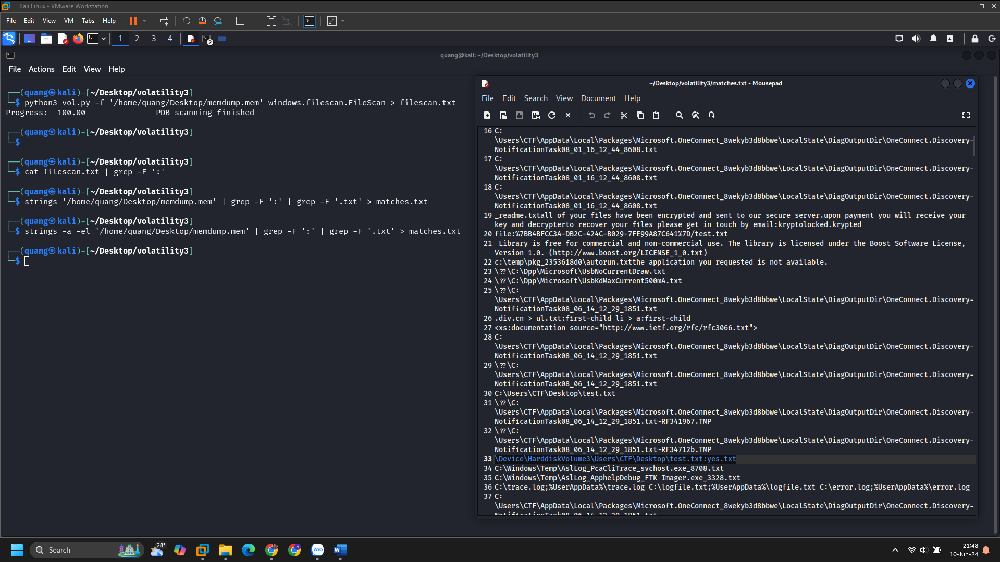 Kali Linux - VMware Workstation
File Edit View VM Tabs Help
1 2 3 4
2
quang@kali: ~/Desktop/volatility3
File Actions Edit View Help
┌──(quang㉿kali)-[~/Desktop/volatility3]
└─$ python3 vol.py -f '/home/quang/Desktop/memdump.mem' windows.filescan.FileScan > filescan.txt
Progress: 100.00 PDB scanning finished
┌──(quang㉿kali)-[~/Desktop/volatility3]
└─$
┌──(quang㉿kali)-[~/Desktop/volatility3]
└─$ cat filescan.txt | grep -F ':'
┌──(quang㉿kali)-[~/Desktop/volatility3]
└─$ strings '/home/quang/Desktop/memdump.mem' | grep -F ':' | grep -F '.txt' > matches.txt
┌──(quang㉿kali)-[~/Desktop/volatility3]
└─$ strings -a -el '/home/quang/Desktop/memdump.mem' | grep -F ':' | grep -F '.txt' > matches.txt
┌──(quang㉿kali)-[~/Desktop/volatility3]
└─$
~/Desktop/volatility3/matches.txt - Mousepad
File Edit Search View Document Help
16 C:
\Users\CTF\AppData\Local\Packages\Microsoft.OneConnect_8wekyb3d8bbwe\LocalState\DiagOutputDir\OneConnect.Discovery-
NotificationTask08_01_16_12_44_8608.txt
17 C:
\Users\CTF\AppData\Local\Packages\Microsoft.OneConnect_8wekyb3d8bbwe\LocalState\DiagOutputDir\OneConnect.Discovery-
NotificationTask08_01_16_12_44_8608.txt
18 C:
\Users\CTF\AppData\Local\Packages\Microsoft.OneConnect_8wekyb3d8bbwe\LocalState\DiagOutputDir\OneConnect.Discovery-
NotificationTask08_01_16_12_44_8608.txt
19 _readme.txtall of your files have been encrypted and sent to our secure server.upon payment you will receive your
key and decrypterto recover your files please get in touch by email:kryptolocked.krypted
20 file:%7BB4BFCC3A-DB2C-424C-B029-7FE99A87C641%7D/test.txt
21 Library is free for commercial and non-commercial use. The library is licensed under the Boost Software License,
Version 1.0. (http://www.boost.org/LICENSE_1_0.txt)
22 c:\temp\pkg_2353618d0\autorun.txtthe application you requested is not available.
23 \??\C:\Dpp\Microsoft\UsbNoCurrentDraw.txt
24 \??\C:\Dpp\Microsoft\UsbKdMaxCurrent500mA.txt
25 \??\C:
\Users\CTF\AppData\Local\Packages\Microsoft.OneConnect_8wekyb3d8bbwe\LocalState\DiagOutputDir\OneConnect.Discovery-
NotificationTask08_06_14_12_29_1851.txt
26 .div.cn > ul.txt:first-child li > a:first-child
27 <xs:documentation source="http://www.ietf.org/rfc/rfc3066.txt">
28 C:
\Users\CTF\AppData\Local\Packages\Microsoft.OneConnect_8wekyb3d8bbwe\LocalState\DiagOutputDir\OneConnect.Discovery-
NotificationTask08_06_14_12_29_1851.txt
29 \??\C:
\Users\CTF\AppData\Local\Packages\Microsoft.OneConnect_8wekyb3d8bbwe\LocalState\DiagOutputDir\OneConnect.Discovery-
NotificationTask08_06_14_12_29_1851.txt
30 C:\Users\CTF\Desktop\test.txt
31 \??\C:
\Users\CTF\AppData\Local\Packages\Microsoft.OneConnect_8wekyb3d8bbwe\LocalState\DiagOutputDir\OneConnect.Discovery-
NotificationTask08_06_14_12_29_1851.txt~RF341967.TMP
32 \??\C:
\Users\CTF\AppData\Local\Packages\Microsoft.OneConnect_8wekyb3d8bbwe\LocalState\DiagOutputDir\OneConnect.Discovery-
NotificationTask08_06_14_12_29_1851.txt~RF34712b.TMP
33 \Device\HarddiskVolume3\Users\CTF\Desktop\test.txt:yes.txt
34 C:\Windows\Temp\AslLog_PcaCliTrace_svchost.exe_8708.txt
35 C:\Windows\Temp\AslLog_ApphelpDebug_FTK Imager.exe_3328.txt
36 C:\trace.log;%UserAppData%\trace.log C:\logfile.txt;%UserAppData%\logfile.txt C:\error.log;%UserAppData%\error.log
37 C:
\Users\CTF\AppData\Local\Packages\Microsoft.OneConnect_8wekyb3d8bbwe\LocalState\DiagOutputDir\OneConnect.Discovery-
NotificationTask08_06_14_12_29_1851.txt
Search
28°
Zalo
21:48
10-Jun-24